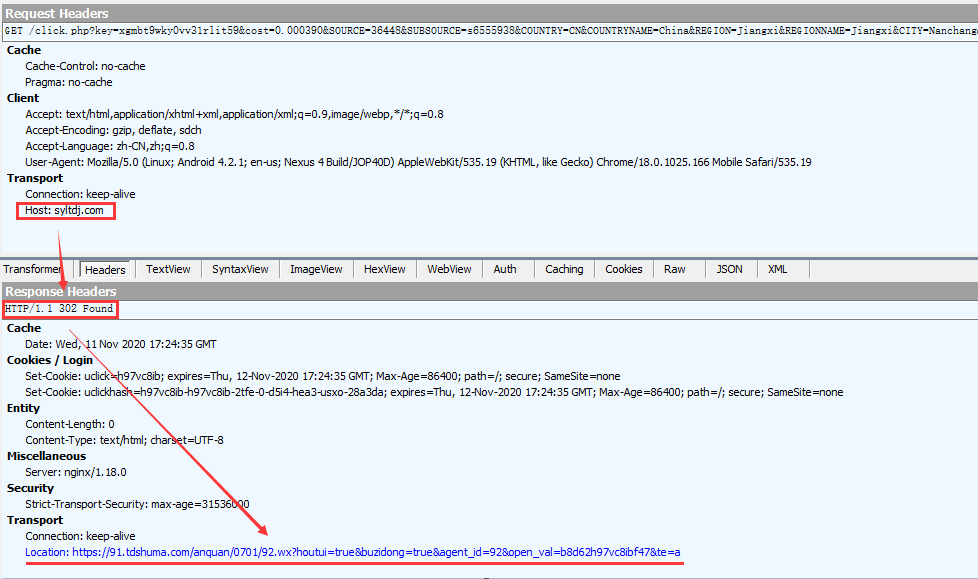 Request Headers
GET /click.php?key=xgmbt9wky0vv31rlit59&cost=0.000390&SOURCE=36448&SUBSOURCE=s6555938&COUNTRY=CN&COUNTRYNAME=China&REGION=Jiangxi&REGIONNAME=Jiangxi&CITY=Nanchang
Cache
Cache-Control: no-cache
Pragma: no-cache
Client
Accept: text/html,application/xhtml+xml,application/xml;q=0.9,image/webp,*/*;q=0.8
Accept-Encoding: gzip, deflate, sdch
Accept-Language: zh-CN,zh;q=0.8
User-Agent: Mozilla/5.0 (Linux; Android 4.2.1; en-us; Nexus 4 Build/JOP40D) AppleWebKit/535.19 (KHTML, like Gecko) Chrome/18.0.1025.166 Mobile Safari/535.19
Transport
Connection: keep-alive
Host: syltdj.com
Transformer Headers TextView SyntaxView ImageView HexView WebView Auth Caching Cookies Raw JSON XML
Response Headers
HTTP/1.1 302 Found
Cache
Date: Wed, 11 Nov 2020 17:24:35 GMT
Cookies / Login
Set-Cookie: uclick=h97vc8ib; expires=Thu, 12-Nov-2020 17:24:35 GMT; Max-Age=86400; path=/; secure; SameSite=none
Set-Cookie: uclickhash=h97vc8ib-h97vc8ib-2tfe-0-d5i4-hea3-usxo-28a3da; expires=Thu, 12-Nov-2020 17:24:35 GMT; Max-Age=86400; path=/; secure; SameSite=none
Entity
Content-Length: 0
Content-Type: text/html; charset=UTF-8
Miscellaneous
Server: nginx/1.18.0
Security
Strict-Transport-Security: max-age=31536000
Transport
Connection: keep-alive
Location: https://91.tdshuma.com/anquan/0701/92.wx?houtui=true&buzidong=true&agent_id=92&open_val=b8d62h97vc8ibf47&te=a